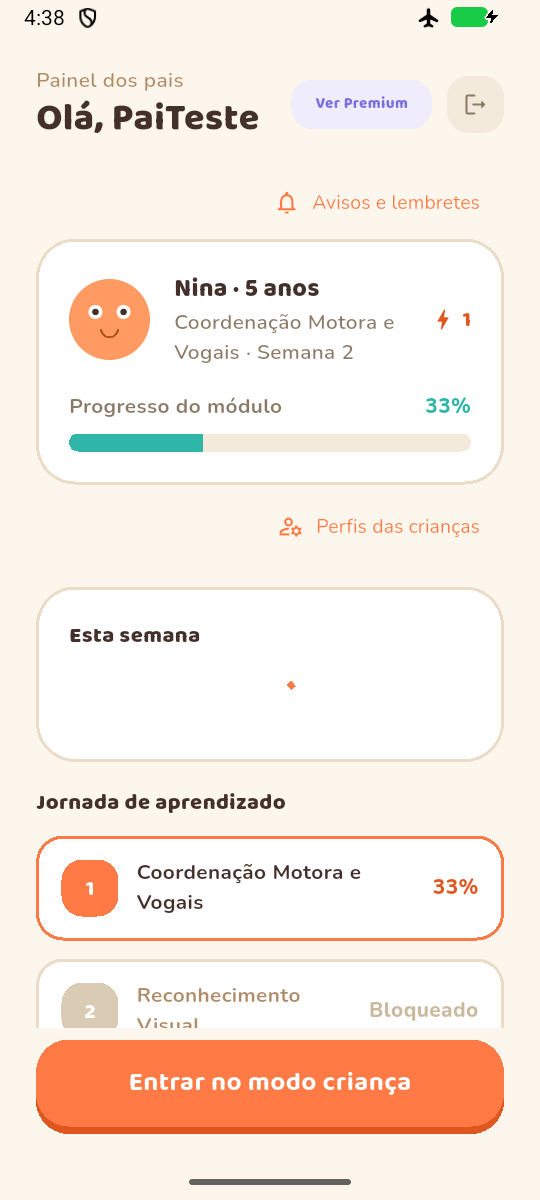 4:38
Painel dos pais
Olá, PaiTeste
Ver Premium
Avisos e lembretes
Nina · 5 anos
Coordenação Motora e
Vogais · Semana 2
1
Progresso do módulo
33%
Perfis das crianças
Esta semana
Jornada de aprendizado
1
Coordenação Motora e
Vogais
33%
2
Reconhecimento
Visual
Bloqueado
Entrar no modo criança